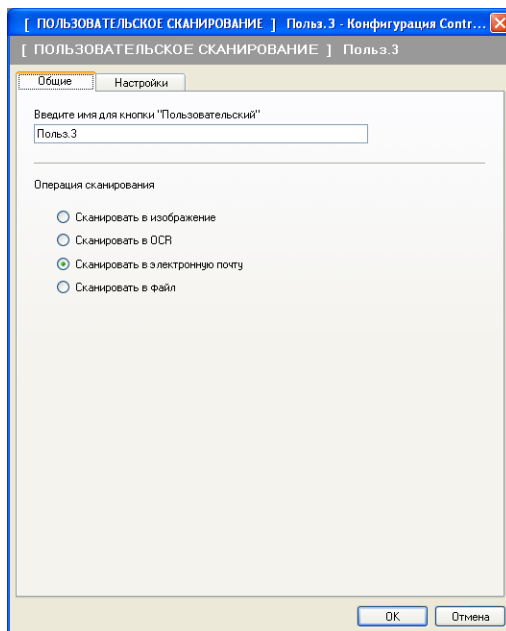 [ ПОЛЬЗОВАТЕЛЬСКОЕ СКАНИРОВАНИЕ ] Польз.3 - Конфигурация Contr...
[ ПОЛЬЗОВАТЕЛЬСКОЕ СКАНИРОВАНИЕ ] Польз.3
Общие Настройки
Введите имя для кнопки "Пользовательский"
Польз.3
Операция сканирования
Сканировать в изображение
Сканировать в OCR
Сканировать в электронную почту
Сканировать в файл
OK Отмена